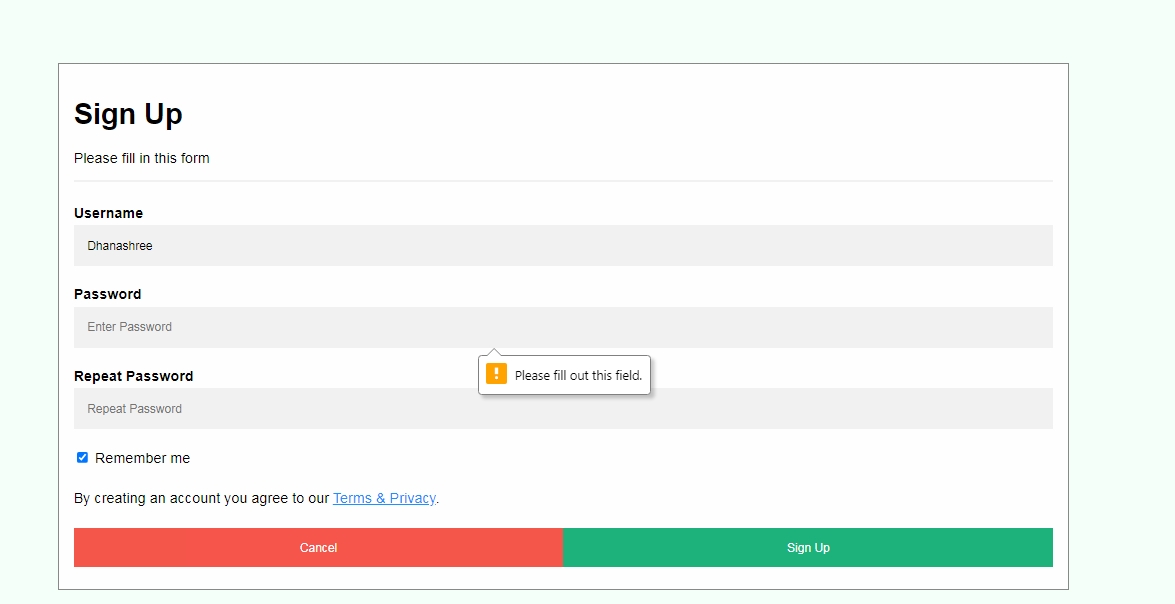 Sign Up
Please fill in this form
Username
Dhanashree
Password
Enter Password
Please fill out this field.
Repeat Password
Repeat Password
Remember me
By creating an account you agree to our Terms & Privacy.
Cancel
Sign Up